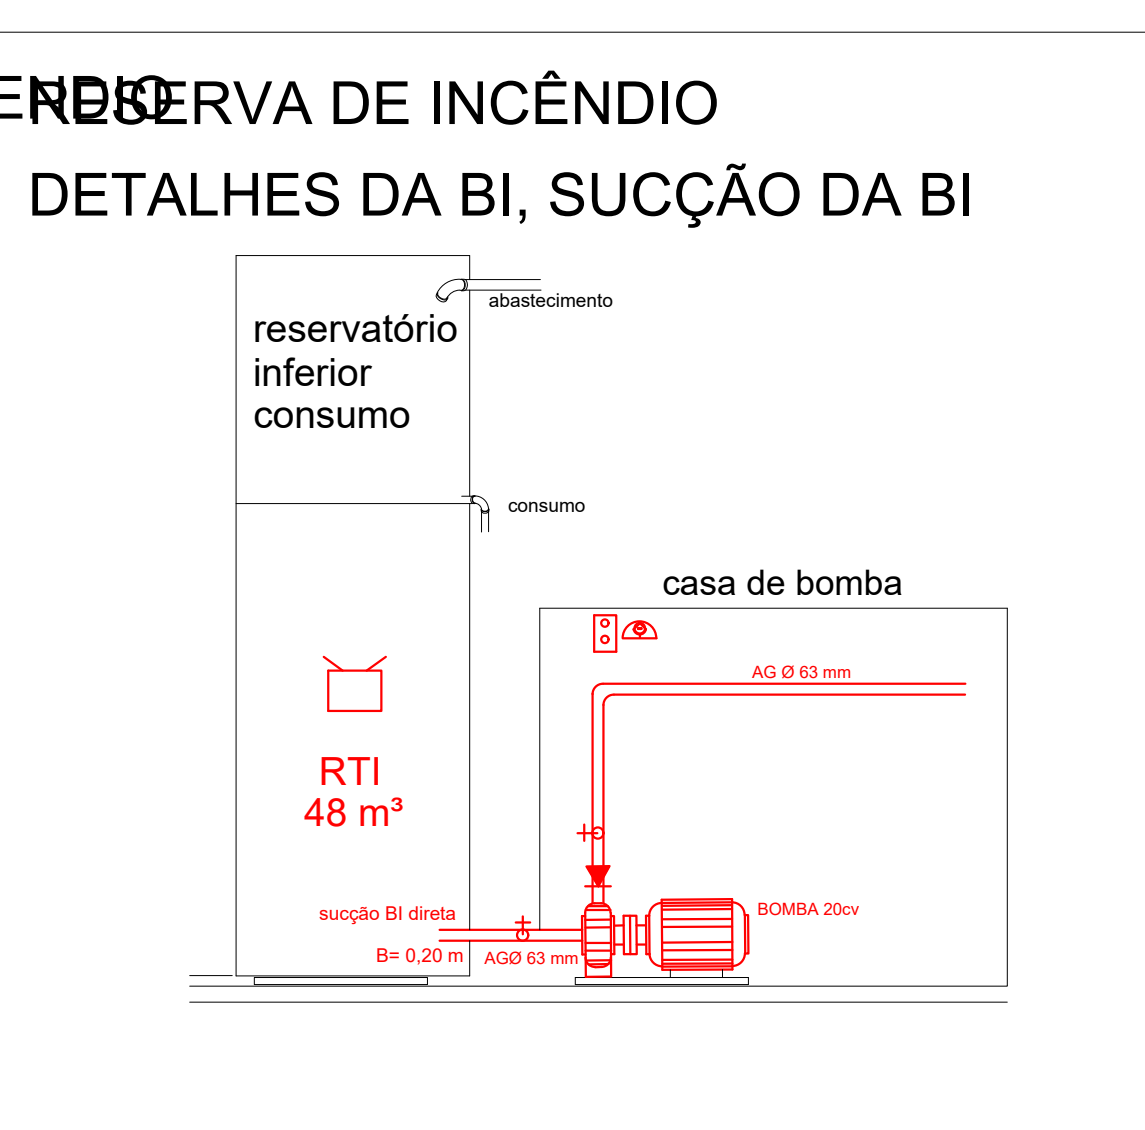 RESERVA DE INCÊNDIO
DETALHES DA BI, SUCÇÃO DA BI
abastecimento
reservatório
inferior
consumo
consumo
casa de bomba
AG Ø 63 mm
RTI
48 m³
sucção BI direta
BOMBA 20cv
B= 0,20 m
AGØ 63 mm